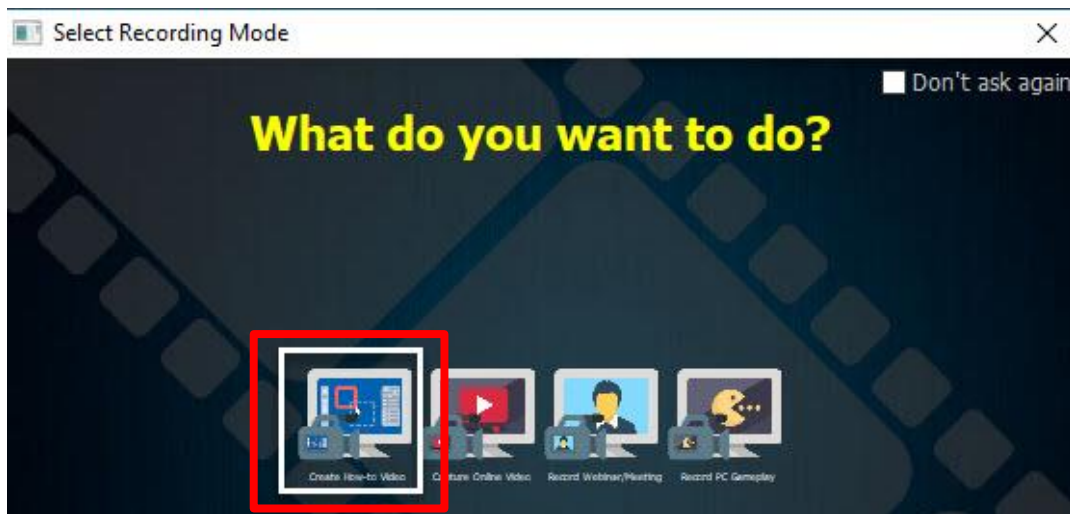 Select Recording Mode
Don't ask again
What do you want to do?
Create How-to Video
Capture Online Video
Record Webinar/Meeting
Record PC Gameplay